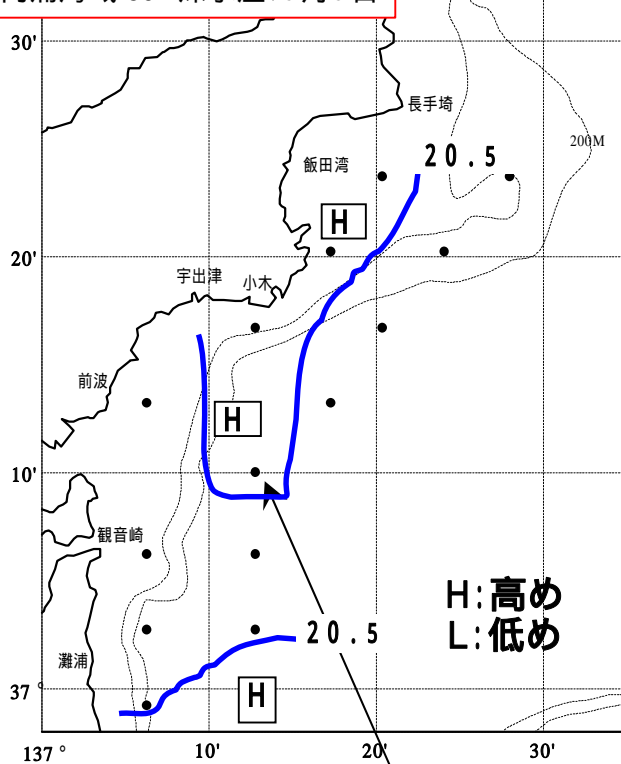 30'
長手埼
200M
20.5
飯田湾
H
20'
宇出津
小木
前波
H
10'
観音崎
H:高め
L:低め
20.5
灘浦
H
37°
137°
10'
20'
30'